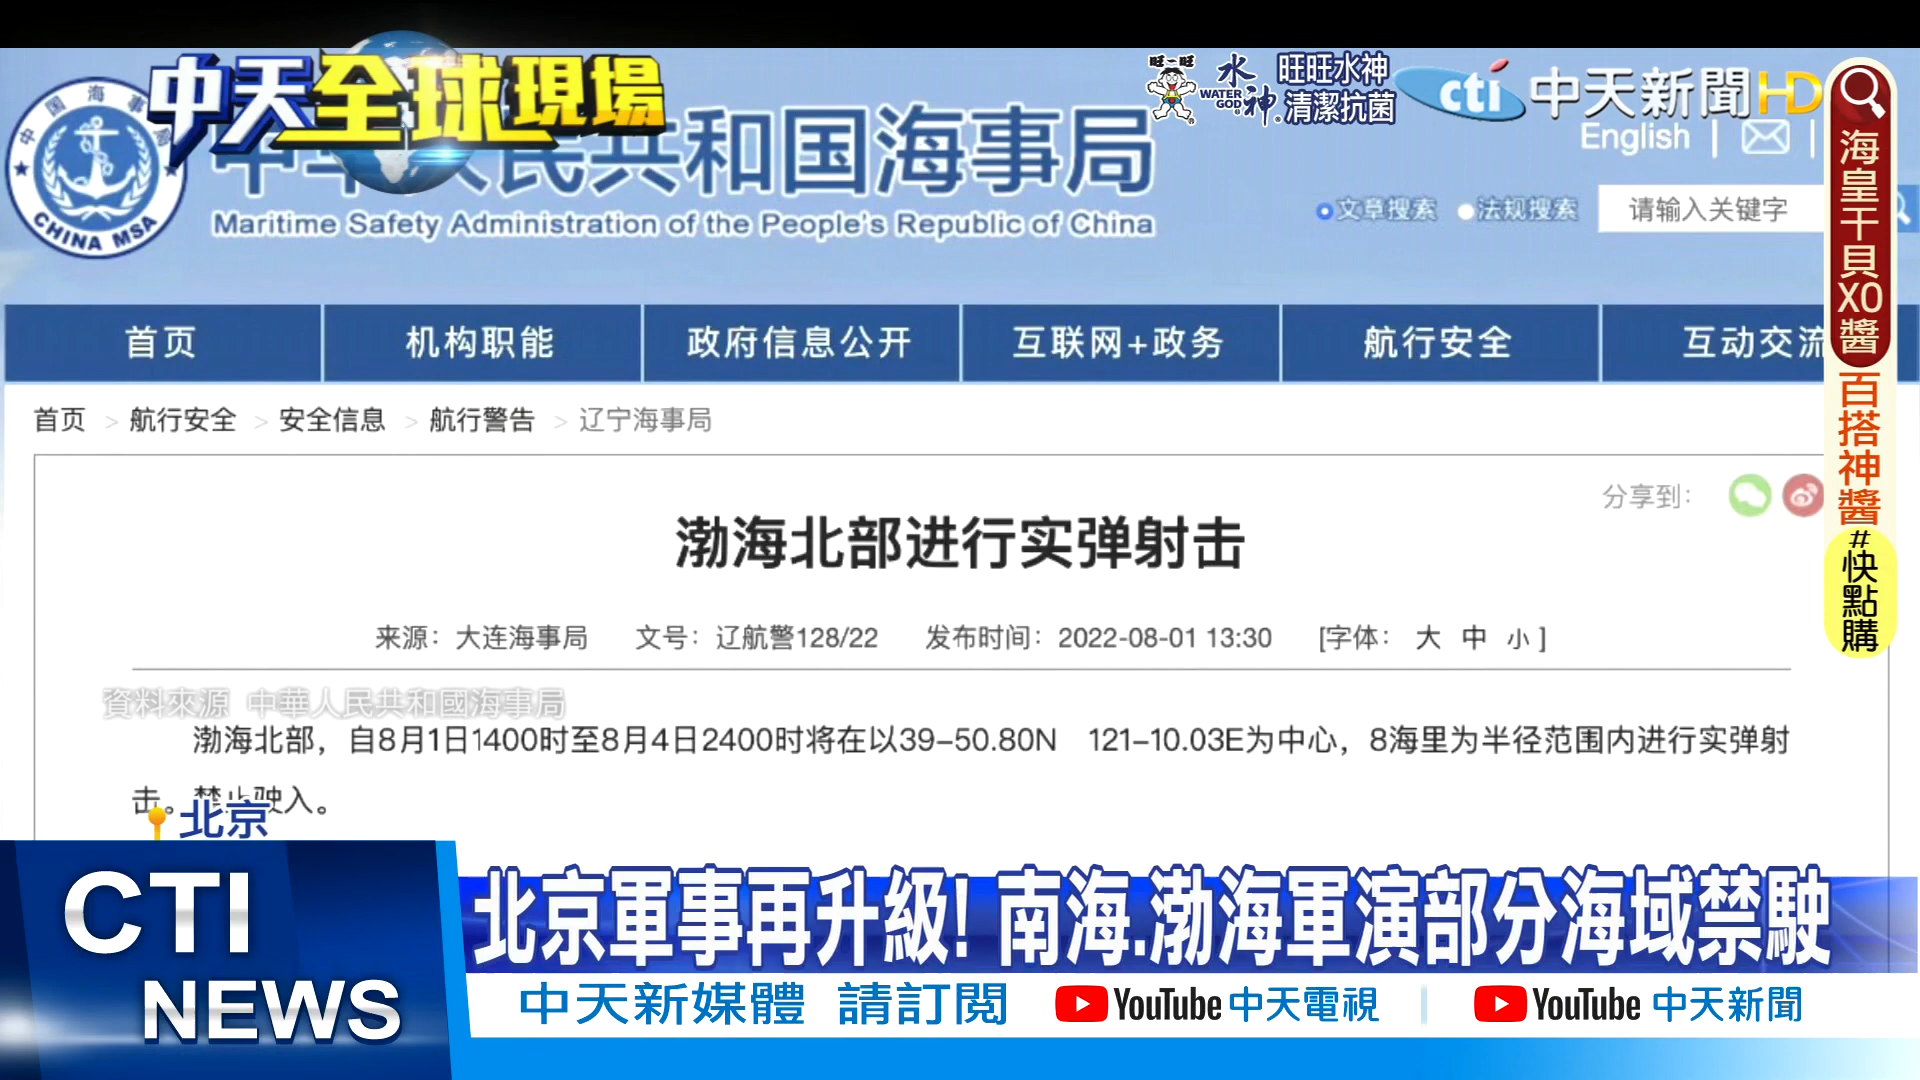 中天全球現場
旺旺
水神
WATER GOD
旺旺水神
清潔抗菌
cti 中天新聞HD
English
中国海事局
CHINA MSA
人民共和国海事局
Maritime Safety Administration of the People's Republic of China
文章搜索 法规搜索 请输入关键字
首页 机构职能 政府信息公开 互联网+政务 航行安全 互动交流
首页 > 航行安全 > 安全信息 > 航行警告 > 辽宁海事局
分享到：
渤海北部进行实弹射击
来源：大连海事局 文号：辽航警128/22 发布时间：2022-08-01 13:30 [字体： 大 中 小 ]
資料來源 中華人民共和國海事局
渤海北部，自8月1日1400时至8月4日2400时将在以39-50.80N 121-10.03E为中心，8海里为半径范围内进行实弹射
击。禁止驶入。
北京
海皇干貝XO醬
百搭神醬
#快點購
CTI NEWS
北京軍事再升級! 南海.渤海軍演部分海域禁駛
中天新媒體 請訂閱 YouTube 中天電視 | YouTube 中天新聞